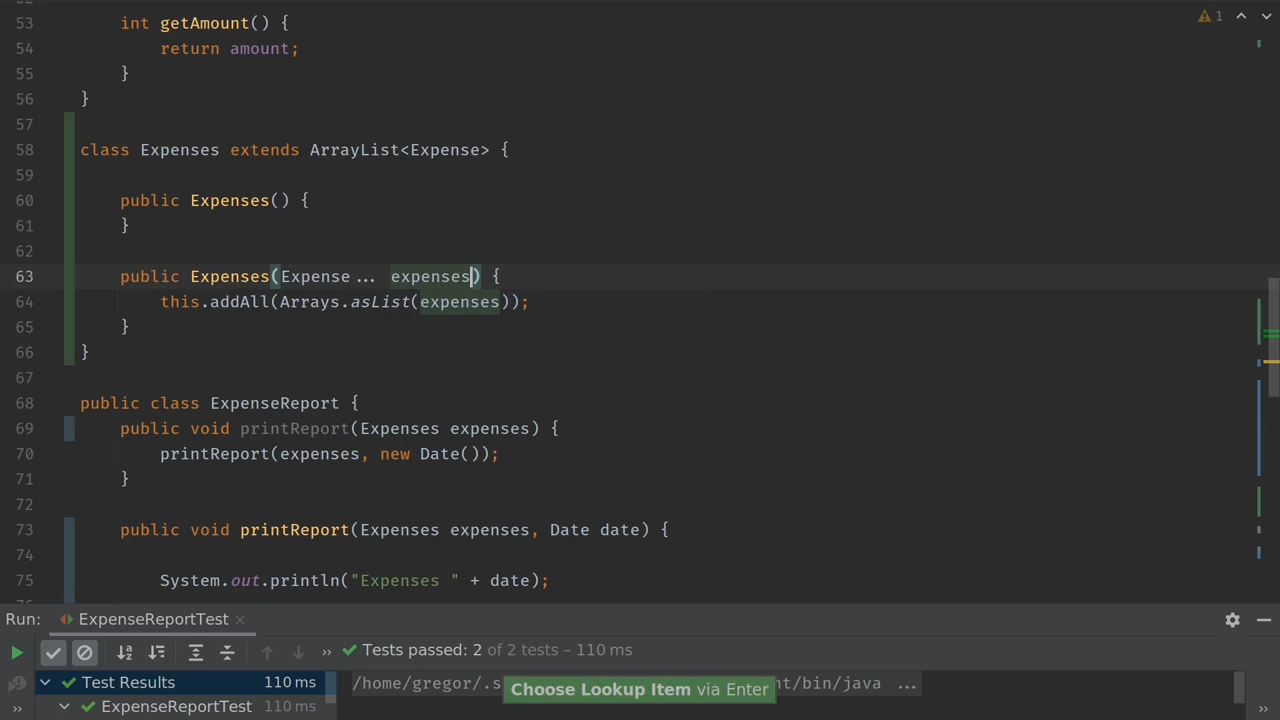 53 int getAmount() {
54 return amount;
55 }
56 }
57
58 class Expenses extends ArrayList<Expense> {
59
60 public Expenses() {
61 }
62
63 public Expenses(Expense... expenses) {
64 this.addAll(Arrays.asList(expenses));
65 }
66 }
67
68 public class ExpenseReport {
69 public void printReport(Expenses expenses) {
70 printReport(expenses, new Date());
71 }
72
73 public void printReport(Expenses expenses, Date date) {
74
75 System.out.println("Expenses " + date);
1
Run: ExpenseReportTest ×
» ✔ Tests passed: 2 of 2 tests – 110 ms
Test Results 110 ms
/home/gregor/.s
nt/bin/java ...
Choose Lookup Item via Enter
» ExpenseReportTest 110 ms »